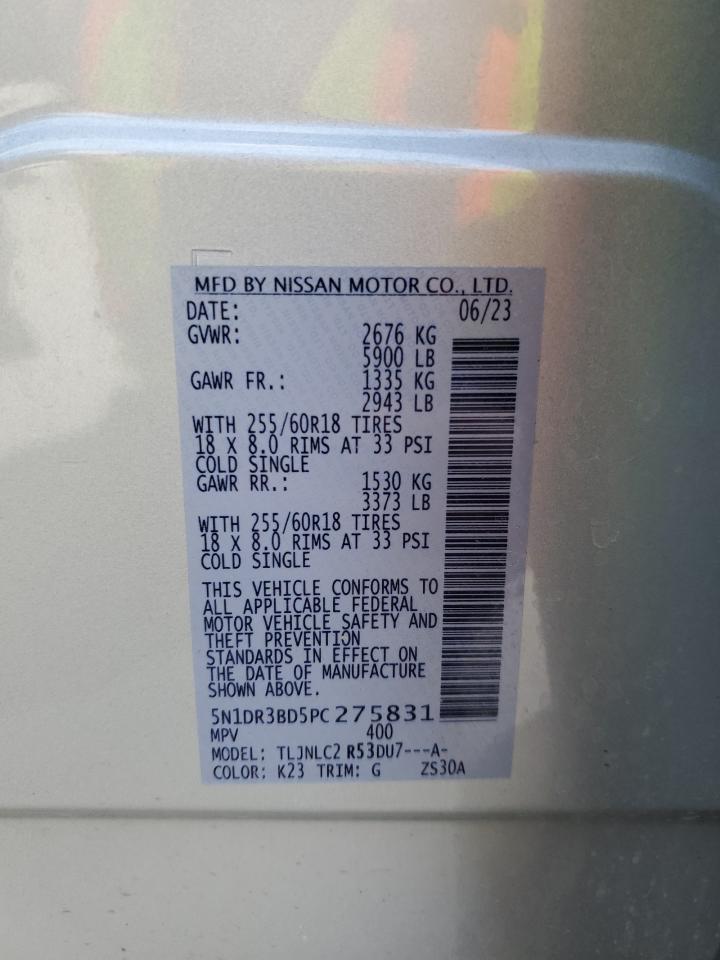 MFD BY NISSAN MOTOR CO., LTD.
DATE: 06/23
GVWR: 2676 KG
5900 LB
GAWR FR.: 1335 KG
2943 LB
WITH 255/60R18 TIRES
18 X 8.0 RIMS AT 33 PSI
COLD SINGLE
GAWR RR.: 1530 KG
3373 LB
WITH 255/60R18 TIRES
18 X 8.0 RIMS AT 33 PSI
COLD SINGLE
THIS VEHICLE CONFORMS TO
ALL APPLICABLE FEDERAL
MOTOR VEHICLE SAFETY AND
THEFT PREVENTION
STANDARDS IN EFFECT ON
THE DATE OF MANUFACTURE
SHOWN ABOVE.
5N1DR3BD5PC275831
MPV 400
MODEL: TLJNLC2 R53DU7---A-
COLOR: K23 TRIM: G ZS30A